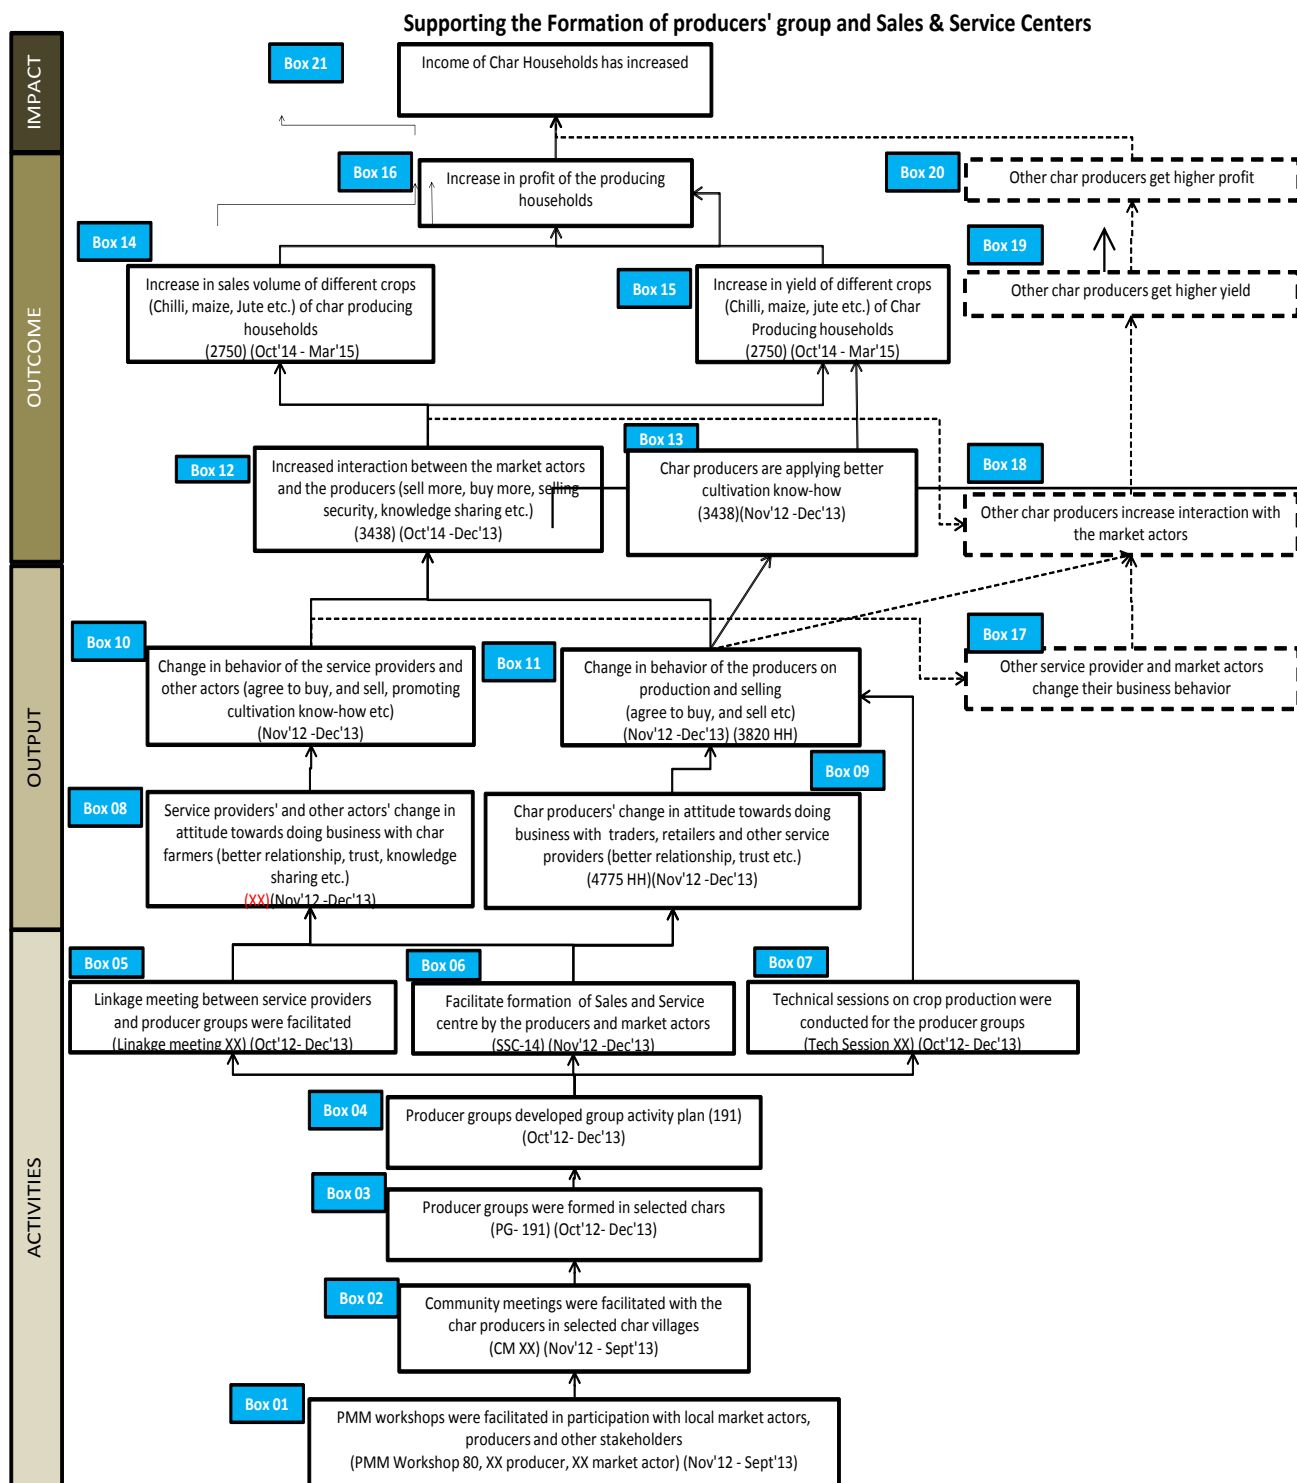 Supporting the Formation of producers' group and Sales & Service Centers
IMPACT
Box 21
Income of Char Households has increased
OUTCOME
Box 16
Increase in profit of the producing
households
Box 20
Other char producers get higher profit
Box 14
Increase in sales volume of different crops
(Chilli, maize, Jute etc.) of char producing
households
(2750) (Oct'14 - Mar'15)
Box 15
Increase in yield of different crops
(Chilli, maize, jute etc.) of Char
Producing households
(2750) (Oct'14 - Mar'15)
Box 19
Other char producers get higher yield
Box 12
Increased interaction between the market actors
and the producers (sell more, buy more, selling
security, knowledge sharing etc.)
(3438) (Oct'14 -Dec'13)
Box 13
Char producers are applying better
cultivation know-how
(3438)(Nov'12 -Dec'13)
Box 18
Other char producers increase interaction with
the market actors
OUTPUT
Box 10
Change in behavior of the service providers and
other actors (agree to buy, and sell, promoting
cultivation know-how etc)
(Nov'12 -Dec'13)
Box 11
Change in behavior of the producers on
production and selling
(agree to buy, and sell etc)
(Nov'12 -Dec'13) (3820 HH)
Box 17
Other service provider and market actors
change their business behavior
Box 08
Service providers' and other actors' change in
attitude towards doing business with char
farmers (better relationship, trust, knowledge
sharing etc.)
(XX)(Nov'12 -Dec'13)
Box 09
Char producers' change in attitude towards doing
business with traders, retailers and other service
providers (better relationship, trust etc.)
(4775 HH)(Nov'12 -Dec'13)
ACTIVITIES
Box 05
Linkage meeting between service providers
and producer groups were facilitated
(Linakge meeting XX) (Oct'12- Dec'13)
Box 06
Facilitate formation of Sales and Service
centre by the producers and market actors
(SSC-14) (Nov'12 -Dec'13)
Box 07
Technical sessions on crop production were
conducted for the producer groups
(Tech Session XX) (Oct'12- Dec'13)
Box 04
Producer groups developed group activity plan (191)
(Oct'12- Dec'13)
Box 03
Producer groups were formed in selected chars
(PG- 191) (Oct'12- Dec'13)
Box 02
Community meetings were facilitated with the
char producers in selected char villages
(CM XX) (Nov'12 - Sept'13)
Box 01
PMM workshops were facilitated in participation with local market actors,
producers and other stakeholders
(PMM Workshop 80, XX producer, XX market actor) (Nov'12 - Sept'13)